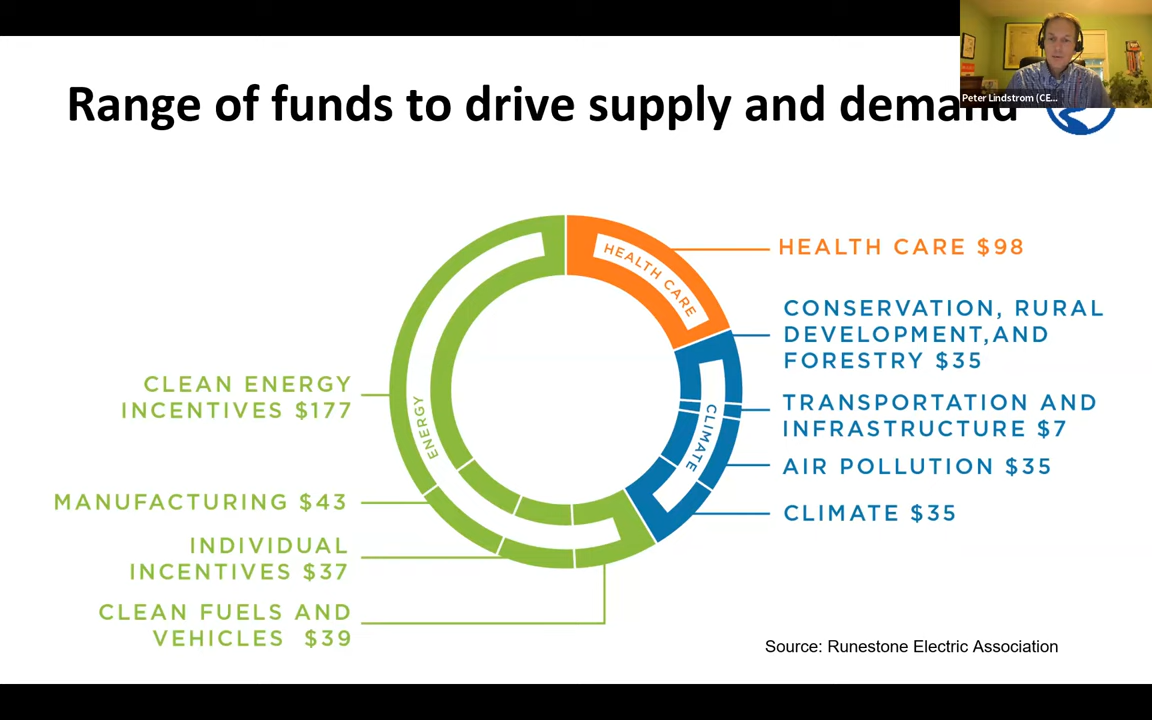 Range of funds to drive supply and demand
Peter Lindstrom (CE...
HEALTH CARE
HEALTH CARE $98
CONSERVATION, RURAL
DEVELOPMENT,AND
FORESTRY $35
CLEAN ENERGY
INCENTIVES $177
ENERGY
CLIMATE
TRANSPORTATION AND
INFRASTRUCTURE $7
AIR POLLUTION $35
MANUFACTURING $43
CLIMATE $35
INDIVIDUAL
INCENTIVES $37
CLEAN FUELS AND
VEHICLES $39
Source: Runestone Electric Association